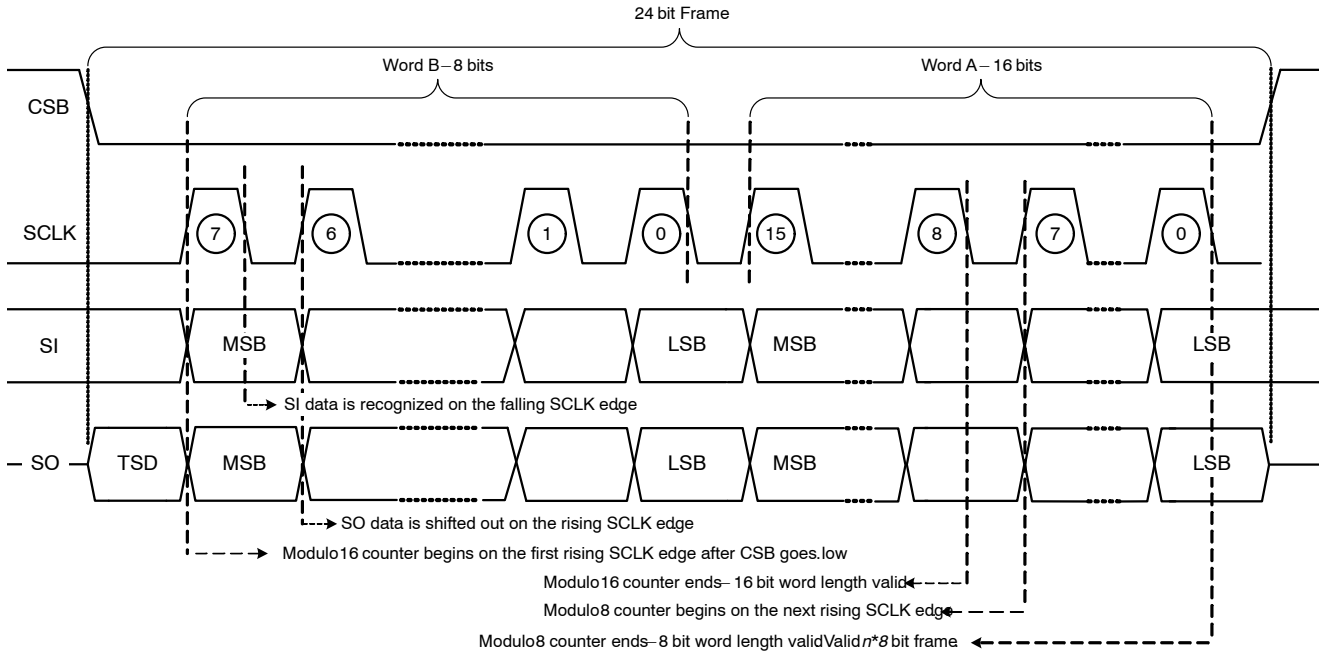 24 bit Frame
Word B–8 bits
Word A–16 bits
CSB
SCLK
7
6
1
0
15
8
7
0
SI
MSB
LSB
MSB
LSB
SI data is recognized on the falling SCLK edge
SO
TSD
MSB
LSB
MSB
LSB
SO data is shifted out on the rising SCLK edge
Modulo16 counter begins on the first rising SCLK edge after CSB goes.low
Modulo16 counter ends–16 bit word length valid
Modulo8 counter begins on the next rising SCLK edge
Modulo8 counter ends–8 bit word length validValid n*8 bit frame.